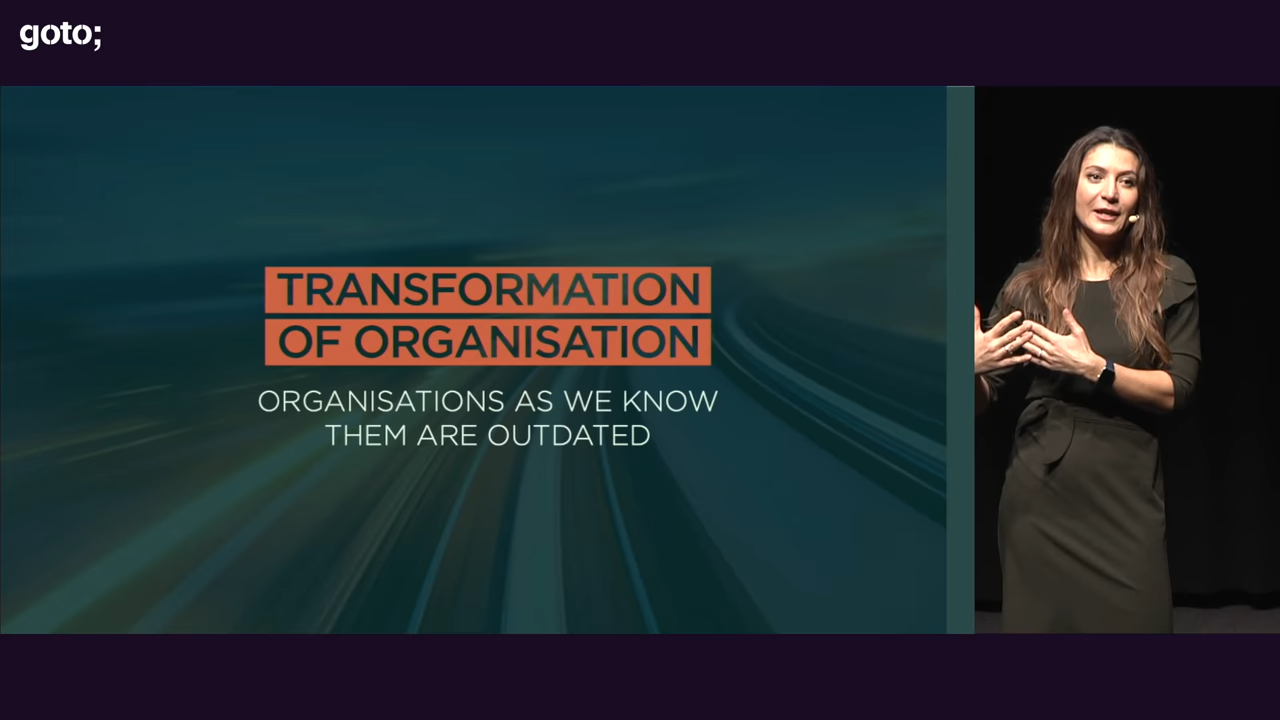 goto;
TRANSFORMATION
OF ORGANISATION
ORGANISATIONS AS WE KNOW
THEM ARE OUTDATED